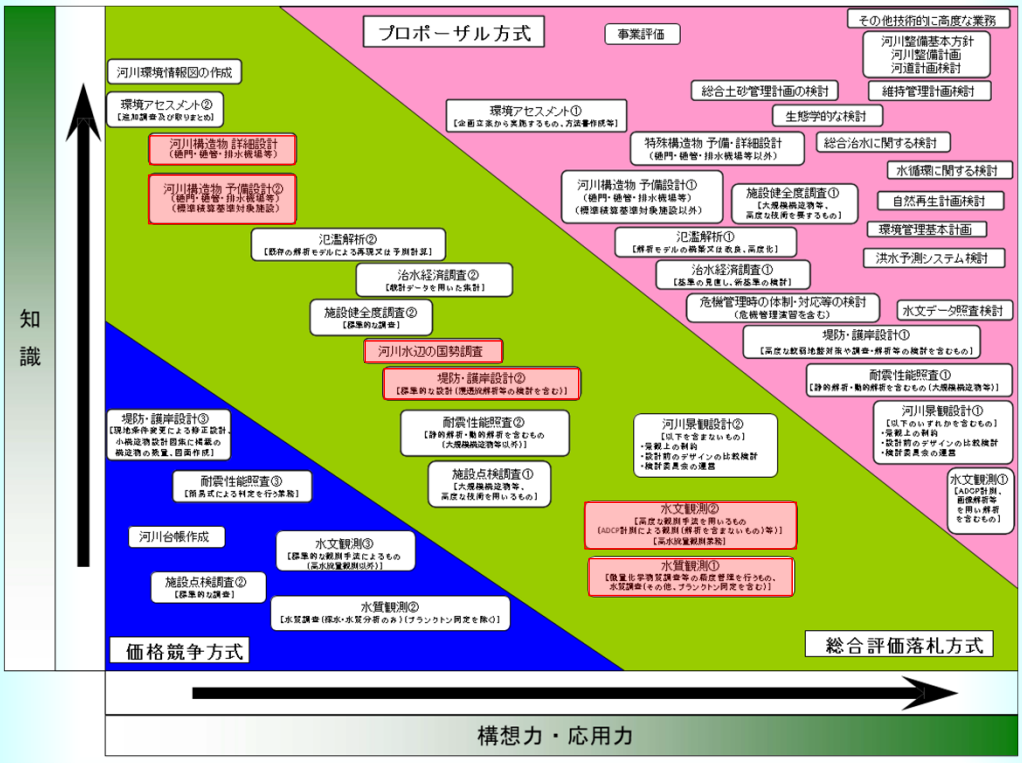 プロポーザル方式
事業評価
その他技術的に高度な業務
河川整備基本方針
河川整備計画
河道計画検討
総合土砂管理計画の検討
維持管理計画検討
生態学的な検討
環境アセスメント①
【企画立案から実施するもの、方法書作成等】
特殊構造物 予備・詳細設計
(樋門・樋管・排水機場等以外)
総合治水に関する検討
水循環に関する検討
河川構造物 予備設計①
(樋門・樋管・排水機場等)
(標準積算基準対象施設以外)
施設健全度調査①
【大規模構造物等、
高度な技術を要するもの】
自然再生計画検討
環境管理基本計画
氾濫解析①
【解析モデルの構築又は改良、高度化】
洪水予測システム検討
治水経済調査①
【基準の見直し、新基準の検討】
危機管理時の体制・対応等の検討
(危機管理演習を含む)
水文データ照査検討
堤防・護岸設計①
【高度な軟弱地盤対策や調査・解析等の検討を含むもの】
耐震性能照査①
【静的解析・動的解析を含むもの(大規模構造物等)】
河川景観設計①
【以下のいずれかを含むもの】
・景観上の制約
・設計前のデザインの比較検討
・検討委員会の運営
水文観測①
【ADCP計測、
画像解析等
を用い解析
を含むもの】
河川環境情報図の作成
環境アセスメント②
【追加調査及び取りまとめ】
河川構造物 詳細設計
(樋門・樋管・排水機場等)
河川構造物 予備設計②
(樋門・樋管・排水機場等)
(標準積算基準対象施設)
氾濫解析②
【既存の解析モデルによる再現又は予測計算】
治水経済調査②
【統計データを用いた集計】
施設健全度調査②
【標準的な調査】
河川水辺の国勢調査
堤防・護岸設計②
【標準的な設計(浸透流解析等の検討を含む)】
耐震性能照査②
【静的解析・動的解析を含むもの
(大規模構造物等以外)】
施設点検調査①
【大規模構造物等、
高度な技術を用いるもの】
河川景観設計②
【以下を含まないもの】
・景観上の制約
・設計前のデザインの比較検討
・検討委員会の運営
水文観測②
【高度な観測手法を用いるもの
(ADCP計測による観測(解析を含まないもの)等)】
【高水流量観測業務】
水質観測①
【微量化学物質調査等の精度管理を行うもの、
水質調査(その他、プランクトン同定を含む)】
総合評価落札方式
堤防・護岸設計③
【現地条件変更による修正設計、
小構造物設計図集に掲載の
構造物の数量、図面作成】
耐震性能照査③
【簡易式による判定を行う業務】
河川台帳作成
水文観測③
【標準的な観測手法によるもの
(高水流量観測以外)】
施設点検調査②
【標準的な調査】
水質観測②
【水質調査(採水・水質分析のみ)(プランクトン同定を除く)】
価格競争方式
知
識
構想力・応用力